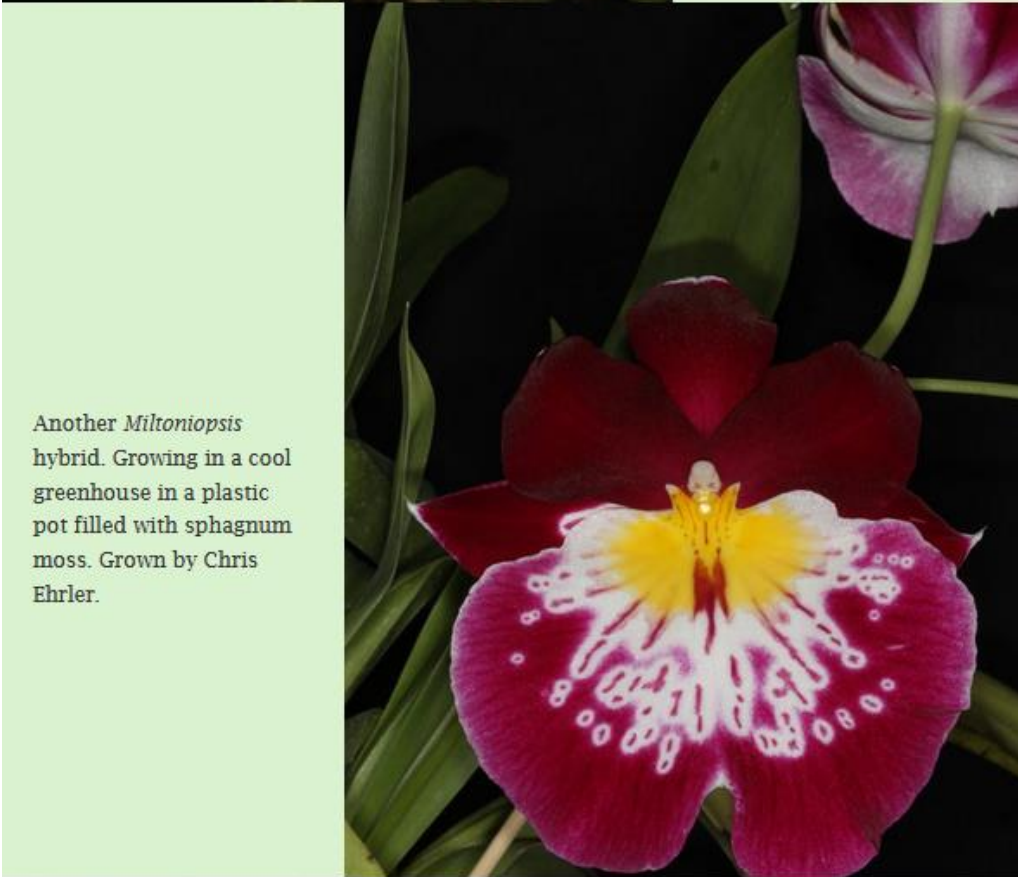 Another Miltoniopsis
hybrid. Growing in a cool
greenhouse in a plastic
pot filled with sphagnum
moss. Grown by Chris
Ehrler.